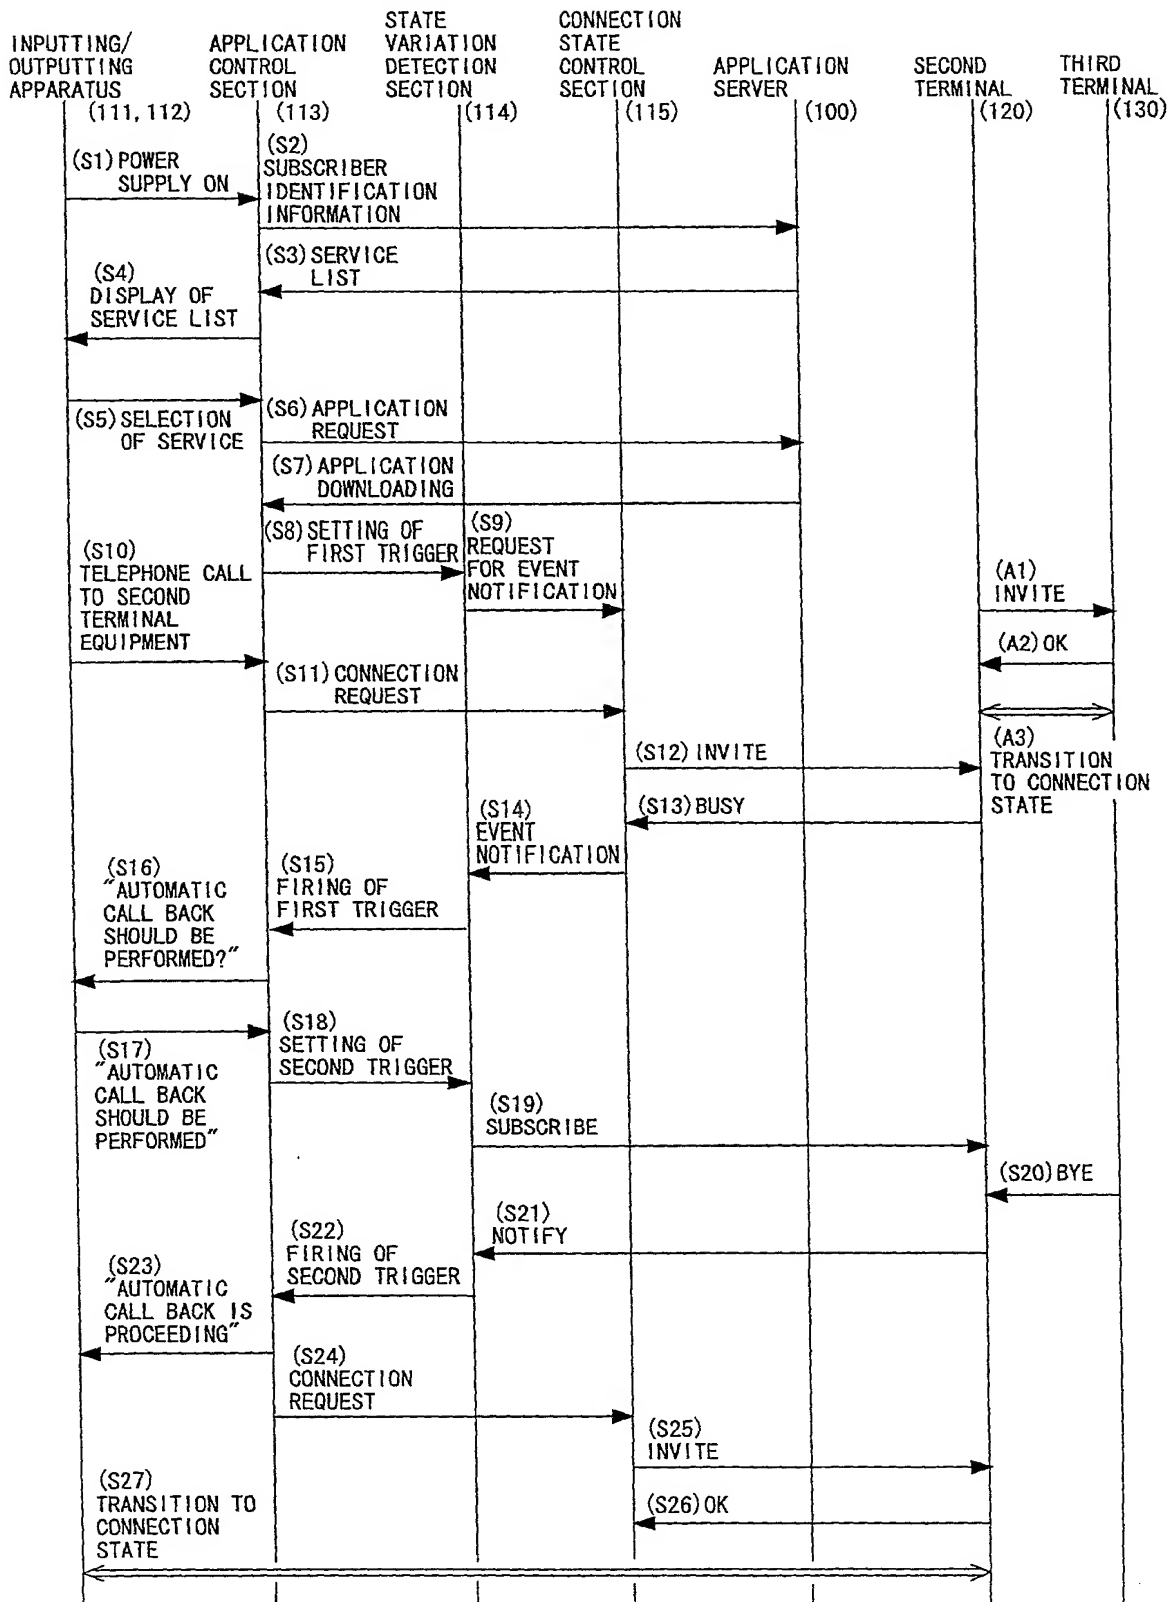 INPUTTING/
OUTPUTTING
APPARATUS
(111, 112)
APPLICATION
CONTROL
SECTION
(113)
STATE
VARIATION
DETECTION
SECTION
(114)
CONNECTION
STATE
CONTROL
SECTION
(115)
APPLICATION
SERVER
(100)
SECOND
TERMINAL
(120)
THIRD
TERMINAL
(130)
(S1) POWER
SUPPLY ON
(S2)
SUBSCRIBER
IDENTIFICATION
INFORMATION
(S3) SERVICE
LIST
(S4)
DISPLAY OF
SERVICE LIST
(S5) SELECTION
OF SERVICE
(S6) APPLICATION
REQUEST
(S7) APPLICATION
DOWNLOADING
(S8) SETTING OF
FIRST TRIGGER
(S9)
REQUEST
FOR EVENT
NOTIFICATION
(S10)
TELEPHONE CALL
TO SECOND
TERMINAL
EQUIPMENT
(A1)
INVITE
(A2) OK
(S11) CONNECTION
REQUEST
(A3)
TRANSITION
TO CONNECTION
STATE
(S12) INVITE
(S13) BUSY
(S14)
EVENT
NOTIFICATION
(S15)
FIRING OF
FIRST TRIGGER
(S16)
"AUTOMATIC
CALL BACK
SHOULD BE
PERFORMED?"
(S17)
"AUTOMATIC
CALL BACK
SHOULD BE
PERFORMED"
(S18)
SETTING OF
SECOND TRIGGER
(S19)
SUBSCRIBE
(S20) BYE
(S21)
NOTIFY
(S22)
FIRING OF
SECOND TRIGGER
(S23)
"AUTOMATIC
CALL BACK IS
PROCEEDING"
(S24)
CONNECTION
REQUEST
(S25)
INVITE
(S26) OK
(S27)
TRANSITION TO
CONNECTION
STATE